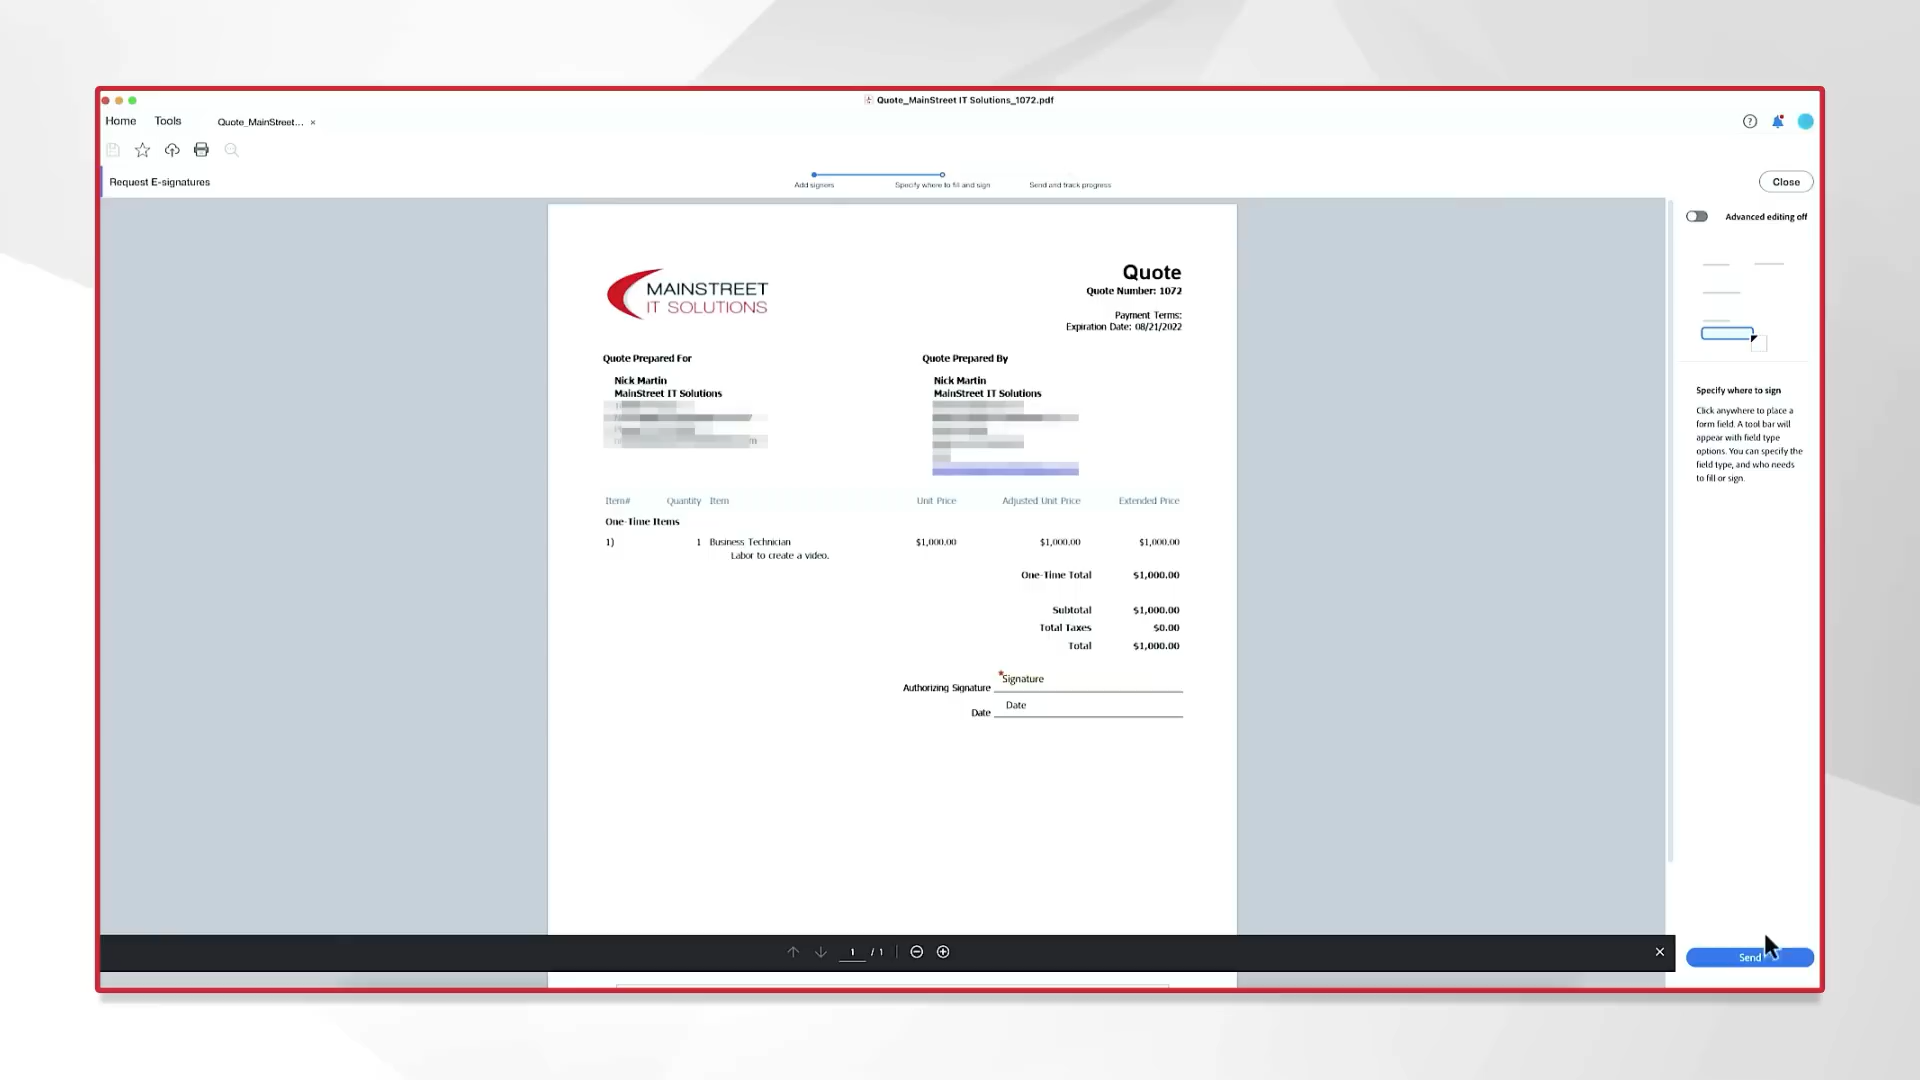 Quote_MainStreet IT Solutions_1072.pdf
Home Tools Quote_MainStreet... ×
Request E-signatures
Add signers Specify where to fill and sign Send and track progress
Close
Advanced editing off
MAINSTREET
IT SOLUTIONS
Quote
Quote Number: 1072
Payment Terms:
Expiration Date: 08/21/2022
Quote Prepared For Quote Prepared By
Nick Martin Nick Martin
MainStreet IT Solutions MainStreet IT Solutions
Specify where to sign
Click anywhere to place a
form field. A tool bar will
appear with field type
options. You can specify the
field type, and who needs
to fill or sign.
Item# Quantity Item Unit Price Adjusted Unit Price Extended Price
One-Time Items
1) 1 Business Technician $1,000.00 $1,000.00 $1,000.00
Labor to create a video.
One-Time Total $1,000.00
Subtotal $1,000.00
Total Taxes $0.00
Total $1,000.00
Authorizing Signature *Signature
Date Date
1 / 1
Send